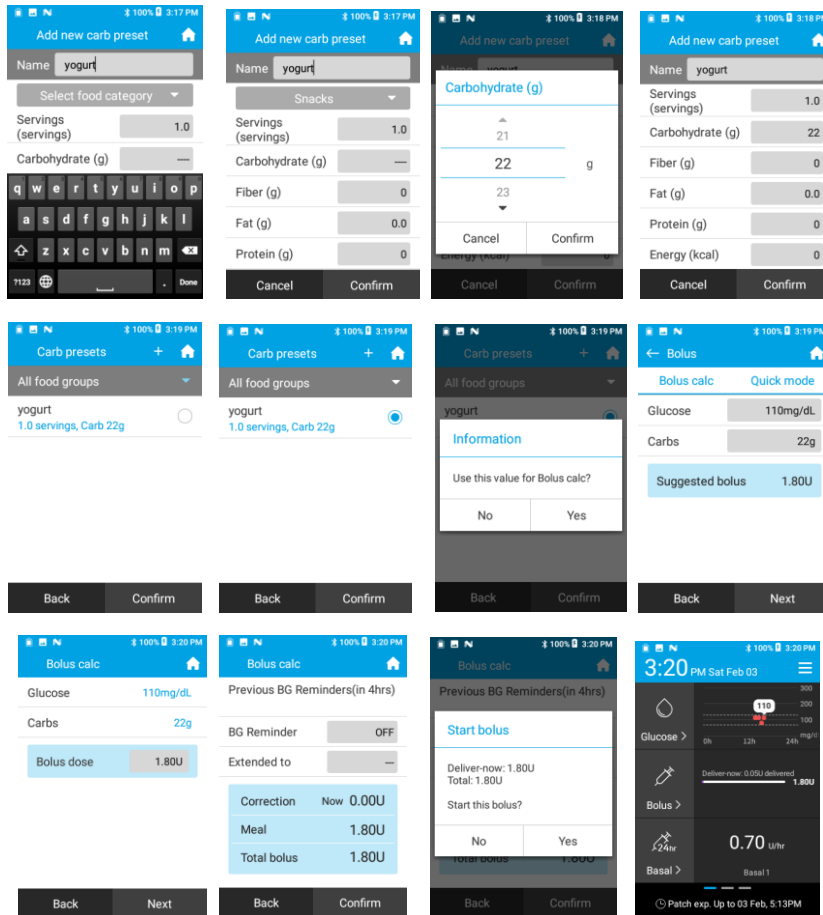 100% 3:17 PM
Add new carb preset
Name yogurt
Select food category
Servings
(servings) 1.0
Carbohydrate (g) ---
q w e r t y u i o p
a s d f g h j k l
z x c v b n m
?123 . Done
100% 3:17 PM
Add new carb preset
Name yogurt
Snacks
Servings
(servings) 1.0
Carbohydrate (g) ---
Fiber (g) 0
Fat (g) 0.0
Protein (g) 0
Cancel Confirm
100% 3:18 PM
Add new carb preset
Name yogurt
Carbohydrate (g)
21
22 g
23
Cancel Confirm
Energy (kcal) 0
Cancel Confirm
100% 3:18 PM
Add new carb preset
Name yogurt
Servings
(servings) 1.0
Carbohydrate (g) 22
Fiber (g) 0
Fat (g) 0.0
Protein (g) 0
Energy (kcal) 0
Cancel Confirm
100% 3:19 PM
Carb presets +
All food groups
yogurt
1.0 servings, Carb 22g
Back Confirm
100% 3:19 PM
Carb presets +
All food groups
yogurt
1.0 servings, Carb 22g
Back Confirm
100% 3:19 PM
Carb presets +
All food groups
yogurt
Information
Use this value for Bolus calc?
No Yes
Back Confirm
100% 3:19 PM
← Bolus
Bolus calc Quick mode
Glucose 110mg/dL
Carbs 22g
Suggested bolus 1.80U
Back Next
100% 3:20 PM
Bolus calc
Glucose 110mg/dL
Carbs 22g
Bolus dose 1.80U
Back Next
100% 3:20 PM
Bolus calc
Previous BG Reminders(in 4hrs)
BG Reminder OFF
Extended to ---
Correction Now 0.00U
Meal 1.80U
Total bolus 1.80U
Back Confirm
100% 3:20 PM
Bolus calc
Previous BG Reminders(in 4hrs)
Start bolus
Deliver-now: 1.80U
Total: 1.80U
Start this bolus?
No Yes
Total bolus 1.80U
Back Confirm
100% 3:20 PM
3:20 PM Sat Feb 03
300
110 200
100
Glucose > 0h 12h 24h mg/d
Deliver-now: 0.05U delivered
1.80U
Bolus >
24hr 0.70 U/hr
Basal > Basal 1
Patch exp. Up to 03 Feb, 5:13PM